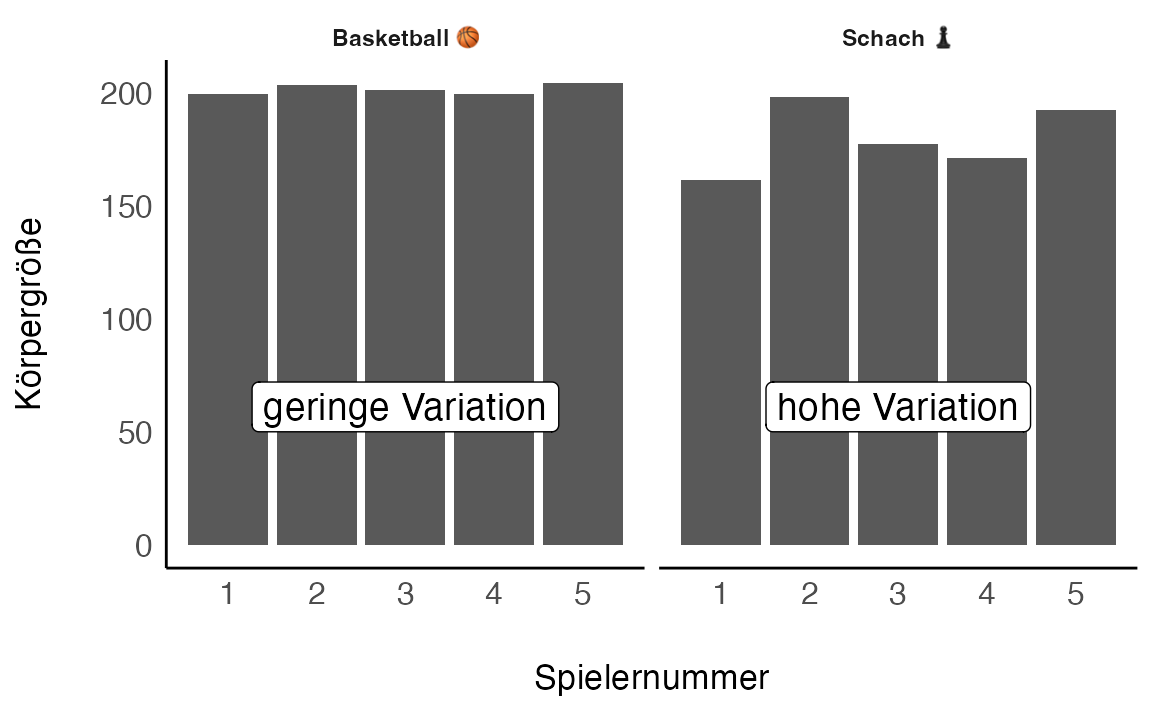 Basketball 🏀
Schach ♟
200
150
100
50
0
Körpergröße
geringe Variation
hohe Variation
1 2 3 4 5
1 2 3 4 5
Spielernummer